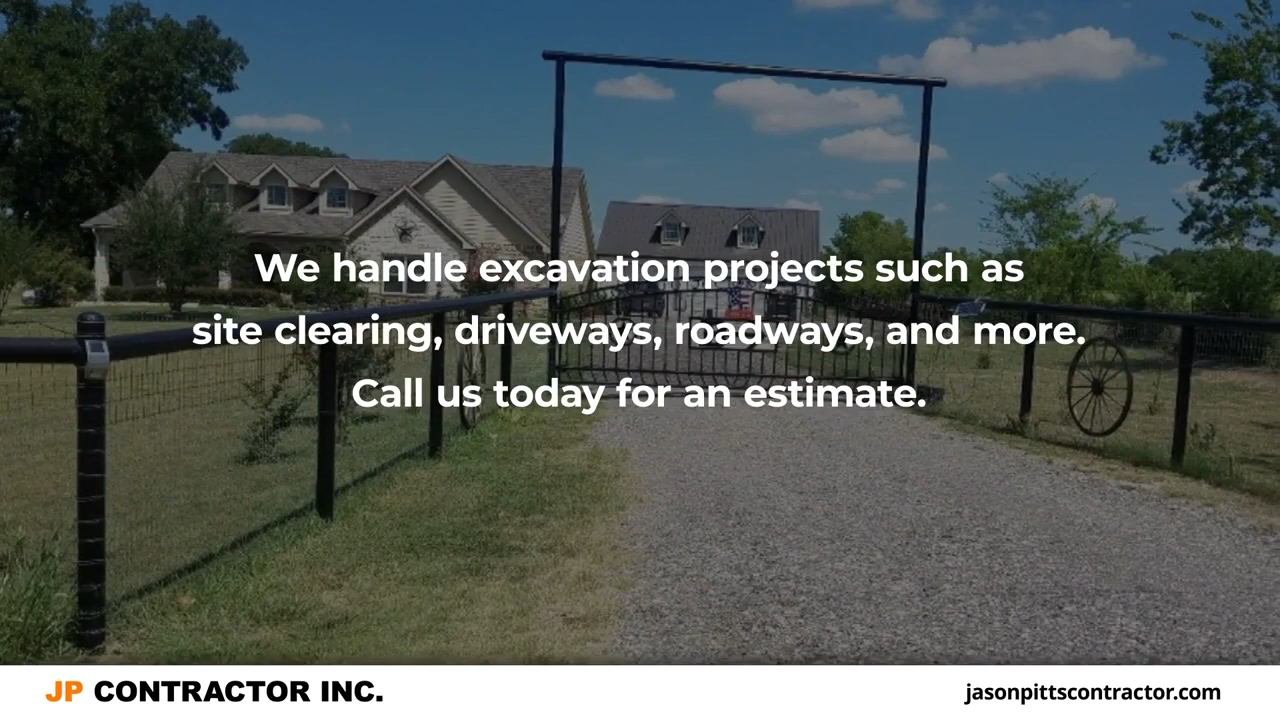 We handle excavation projects such as
site clearing, driveways, roadways, and more.
Call us today for an estimate.
JP CONTRACTOR INC.
jasonpittscontractor.com